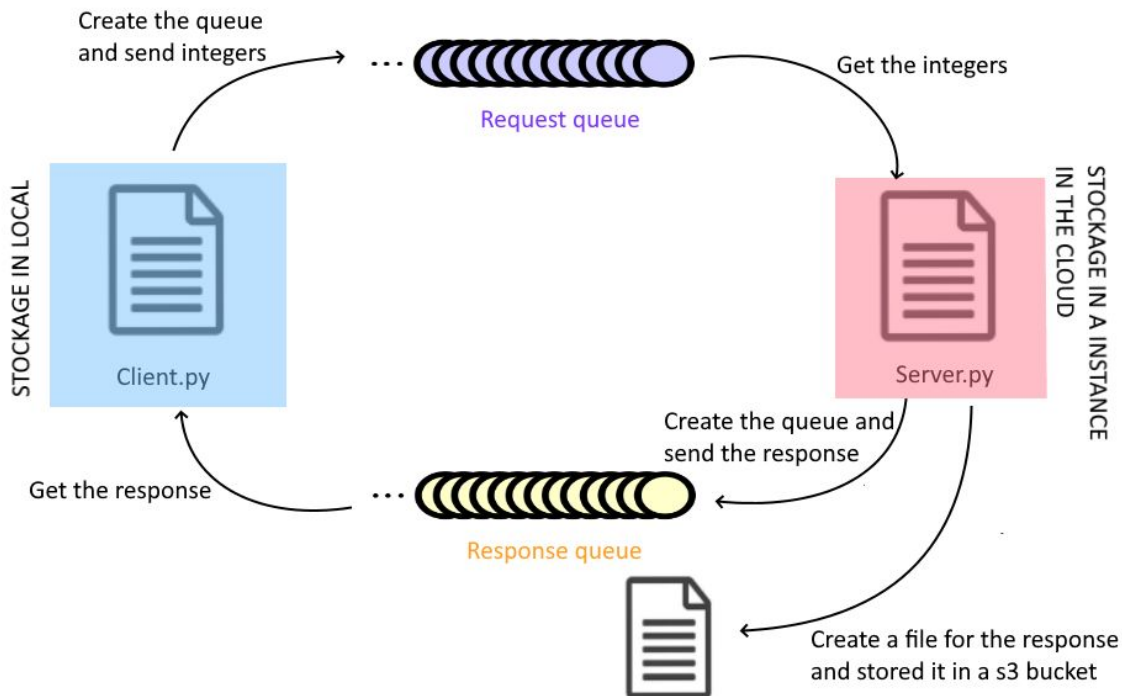 Create the queue
and send integers
...
Get the integers
Request queue
STOCKAGE IN LOCAL
Client.py
Server.py
STOCKAGE IN A INSTANCE
IN THE CLOUD
Create the queue and
send the response
Get the response
...
Response queue
Create a file for the response
and stored it in a s3 bucket